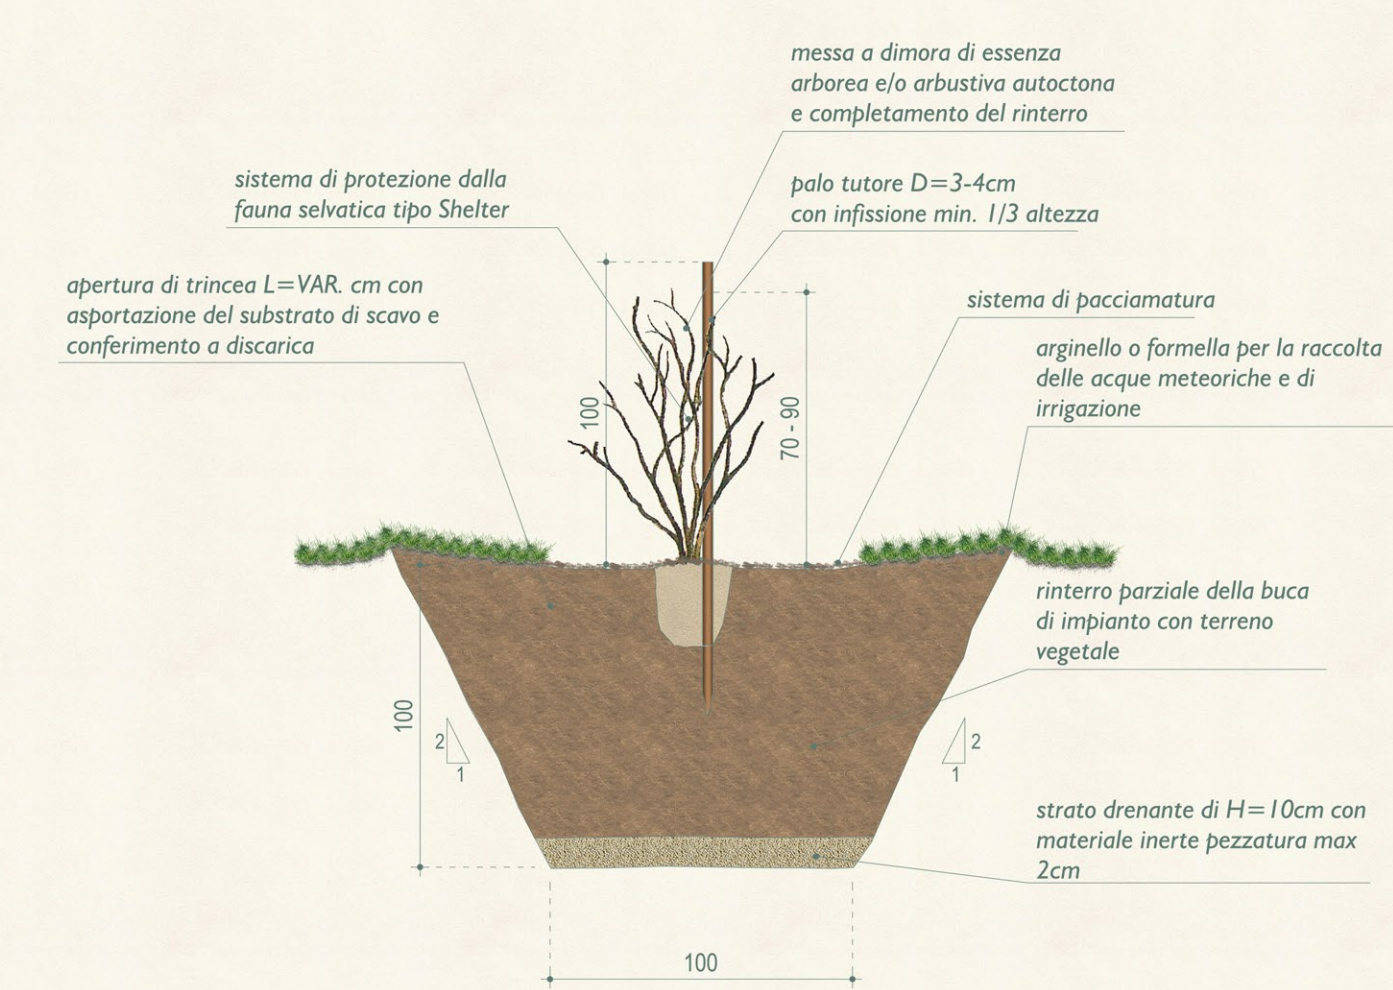 messa a dimora di essenza
arborea e/o arbustiva autoctona
e completamento del rinterro
sistema di protezione dalla
fauna selvatica tipo Shelter
palo tutore D=3-4cm
con infissione min. 1/3 altezza
apertura di trincea L=VAR. cm con
asportazione del substrato di scavo e
conferimento a discarica
sistema di pacciamatura
arginello o formella per la raccolta
delle acque meteoriche e di
irrigazione
100
70 - 90
rinterro parziale della buca
di impianto con terreno
vegetale
100
2
1
2
1
strato drenante di H=10cm con
materiale inerte pezzatura max
2cm
100